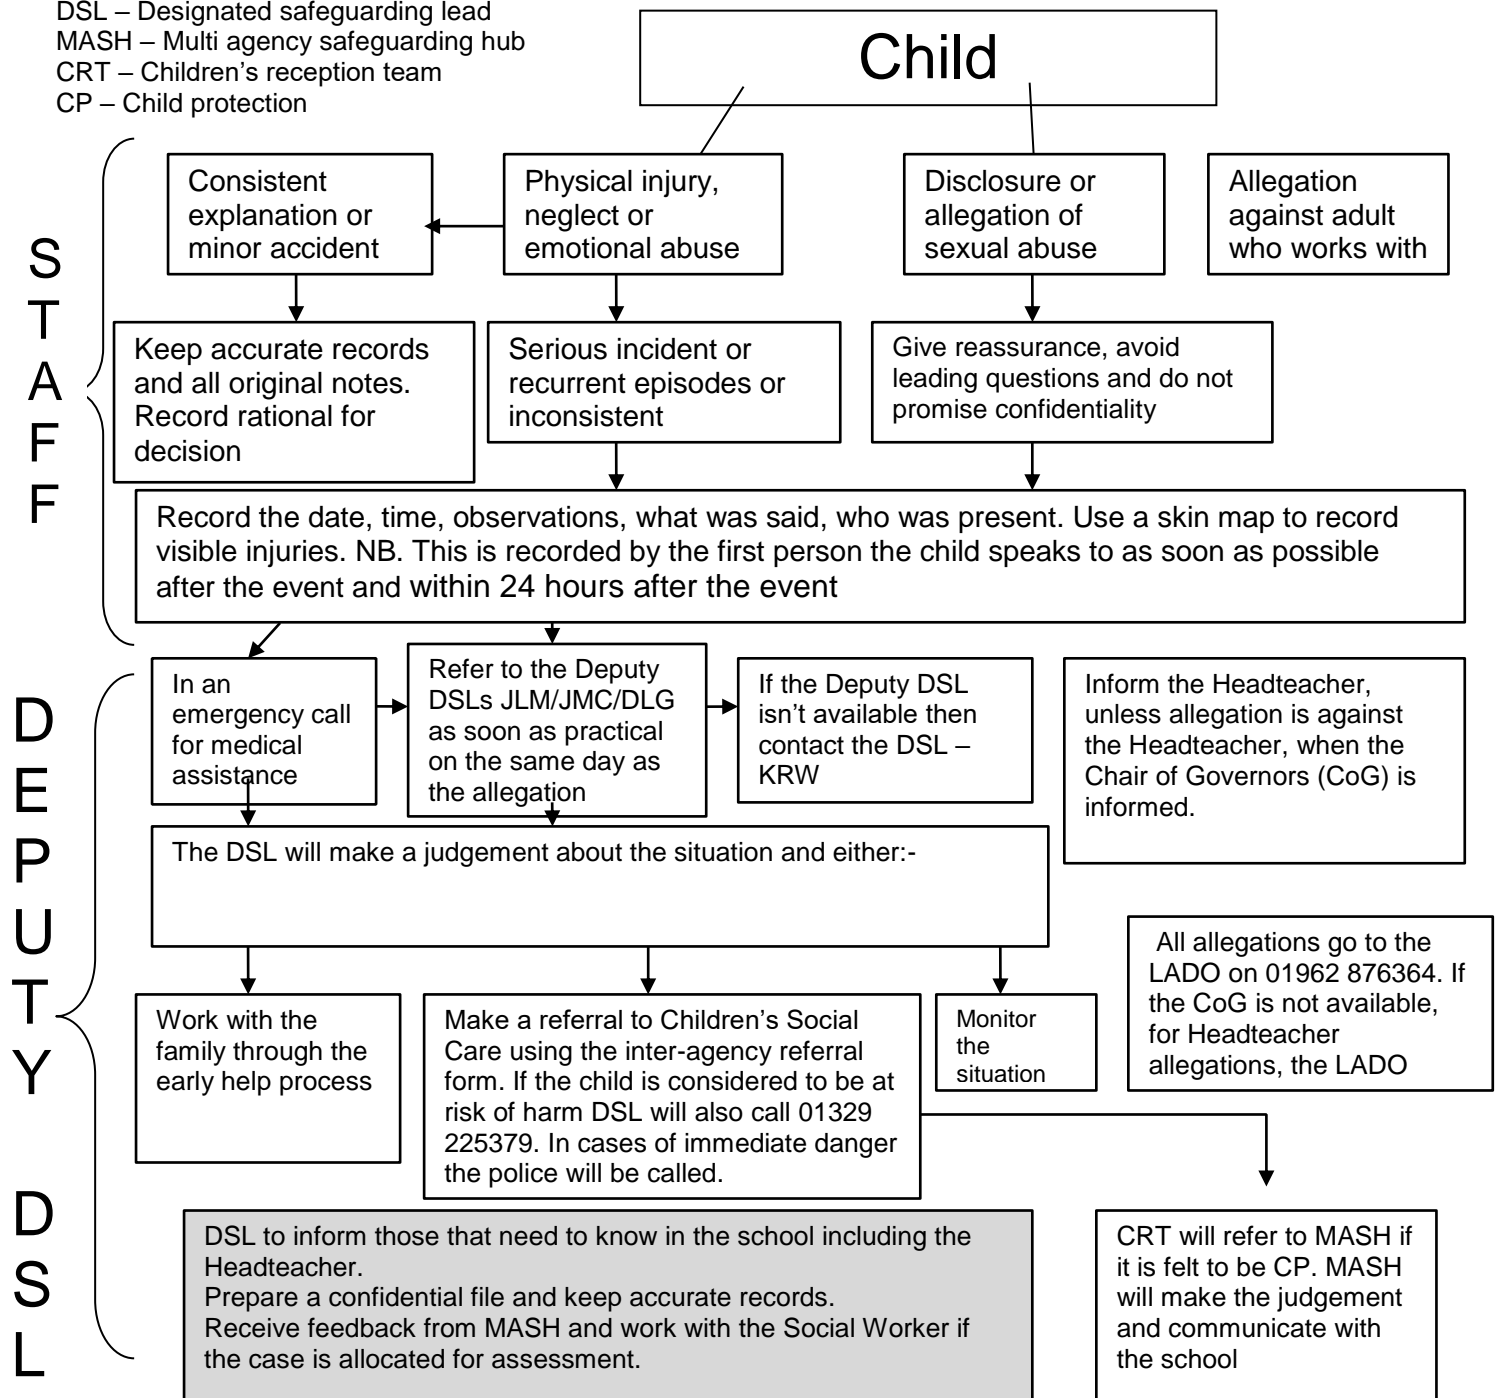 DSL – Designated safeguarding lead
MASH – Multi agency safeguarding hub
CRT – Children's reception team
CP – Child protection
Child
STAFF
Consistent
explanation or
minor accident
Physical injury,
neglect or
emotional abuse
Disclosure or
allegation of
sexual abuse
Allegation
against adult
who works with
Keep accurate records
and all original notes.
Record rational for
decision
Serious incident or
recurrent episodes or
inconsistent
Give reassurance, avoid
leading questions and do not
promise confidentiality
Record the date, time, observations, what was said, who was present. Use a skin map to record
visible injuries. NB. This is recorded by the first person the child speaks to as soon as possible
after the event and within 24 hours after the event
DEPUTY DSL
In an
emergency call
for medical
assistance
Refer to the Deputy
DSLs JLM/JMC/DLG
as soon as practical
on the same day as
the allegation
If the Deputy DSL
isn't available then
contact the DSL –
KRW
Inform the Headteacher,
unless allegation is against
the Headteacher, when the
Chair of Governors (CoG) is
informed.
The DSL will make a judgement about the situation and either:-
All allegations go to the
LADO on 01962 876364. If
the CoG is not available,
for Headteacher
allegations, the LADO
Work with the
family through the
early help process
Make a referral to Children's Social
Care using the inter-agency referral
form. If the child is considered to be at
risk of harm DSL will also call 01329
225379. In cases of immediate danger
the police will be called.
Monitor
the
situation
DSL to inform those that need to know in the school including the
Headteacher.
Prepare a confidential file and keep accurate records.
Receive feedback from MASH and work with the Social Worker if
the case is allocated for assessment.
CRT will refer to MASH if
it is felt to be CP. MASH
will make the judgement
and communicate with
the school